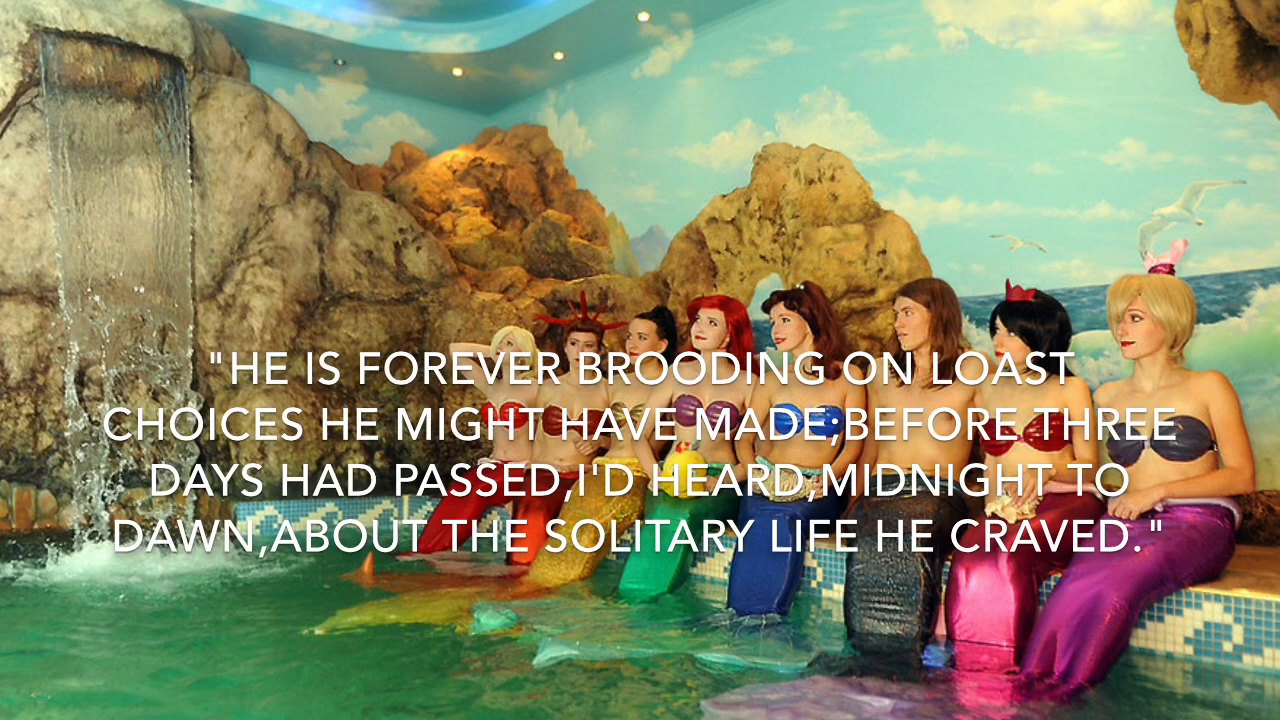 "HE IS FOREVER BROODING ON LOAST
CHOICES HE MIGHT HAVE MADE;BEFORE THREE
DAYS HAD PASSED,I'D HEARD,MIDNIGHT TO
DAWN,ABOUT THE SOLITARY LIFE HE CRAVED."